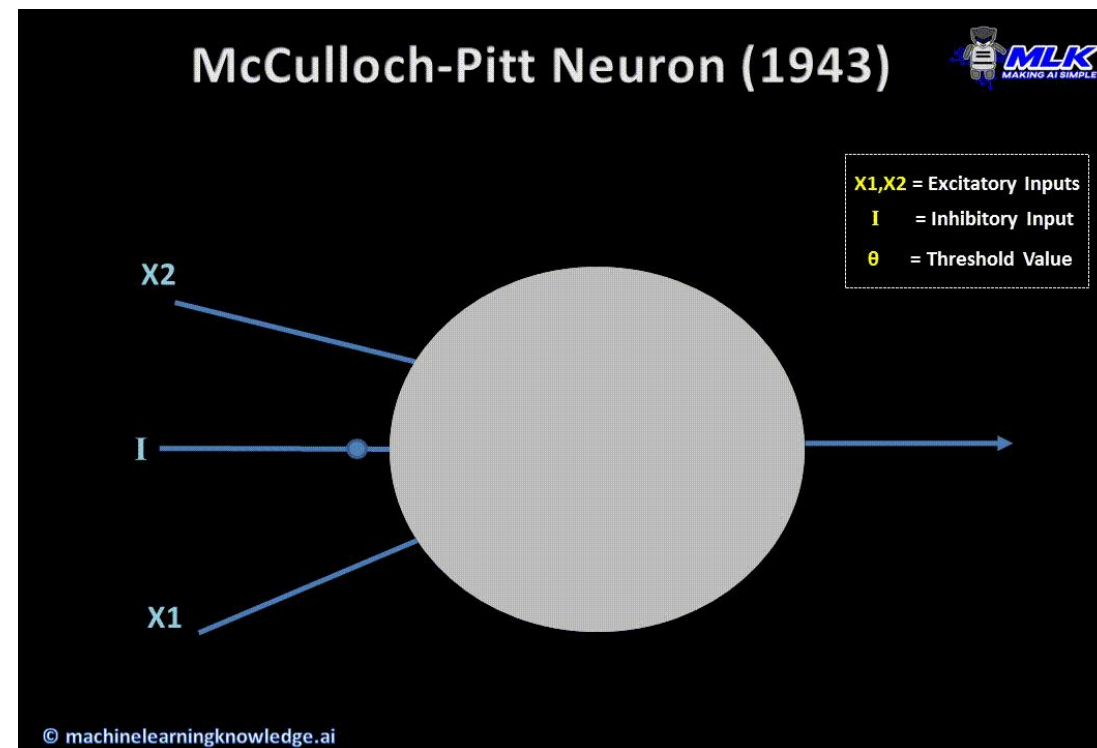 McCulloch-Pitt Neuron (1943)
MLK
MAKING AI SIMPLE
X1,X2 = Excitatory Inputs
I = Inhibitory Input
θ = Threshold Value
X2
I
X1
© machinelearningknowledge.ai